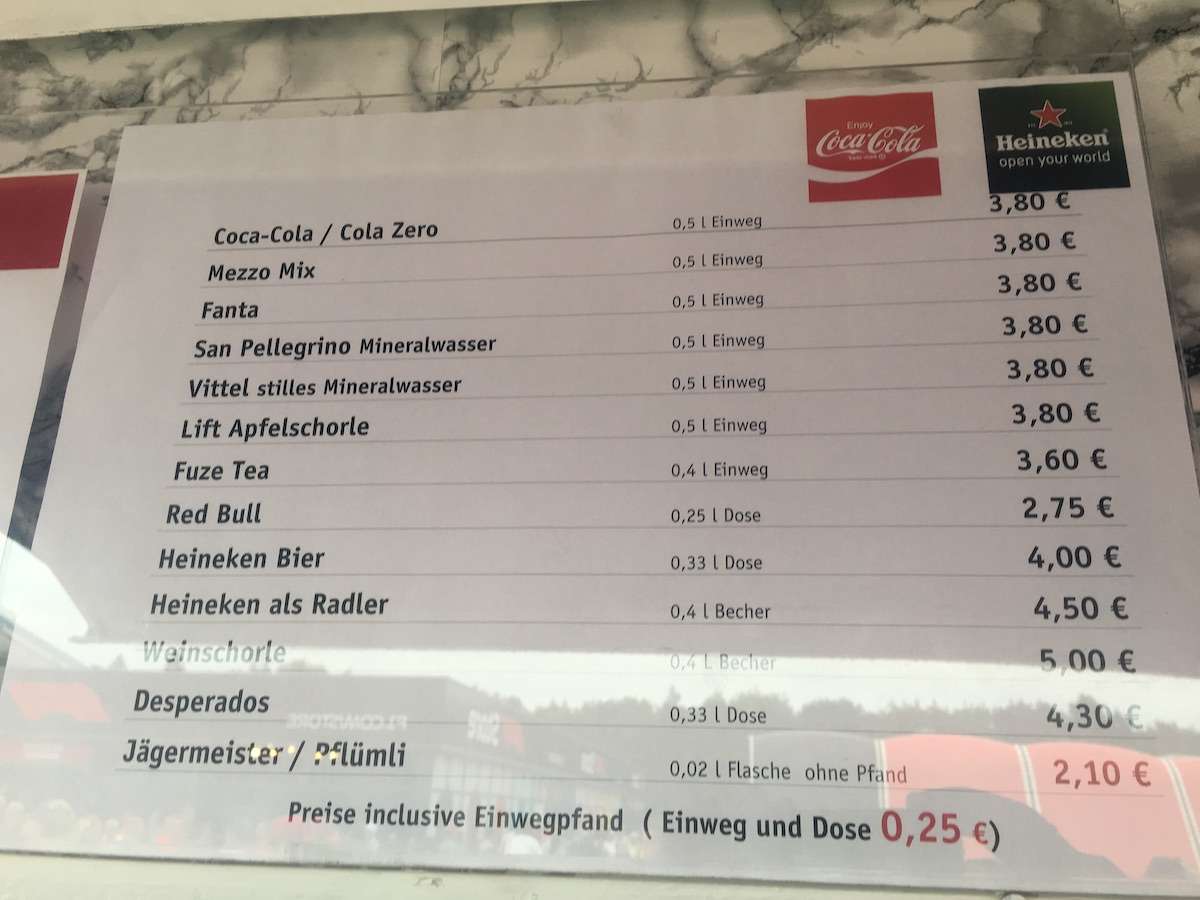 Enjoy
Coca-Cola
Heineken
open your world
Coca-Cola / Cola Zero 0,5 l Einweg 3,80 €
Mezzo Mix 0,5 l Einweg 3,80 €
Fanta 0,5 l Einweg 3,80 €
San Pellegrino Mineralwasser 0,5 l Einweg 3,80 €
Vittel stilles Mineralwasser 0,5 l Einweg 3,80 €
Lift Apfelschorle 0,5 l Einweg 3,80 €
Fuze Tea 0,4 l Einweg 3,60 €
Red Bull 0,25 l Dose 2,75 €
Heineken Bier 0,33 l Dose 4,00 €
Heineken als Radler 0,4 l Becher 4,50 €
Weinschorle 0,4 l Becher 5,00 €
Desperados 0,33 l Dose 4,30 €
Jägermeister / Pflümli 0,02 l Flasche ohne Pfand 2,10 €
Preise inclusive Einwegpfand ( Einweg und Dose 0,25 €)